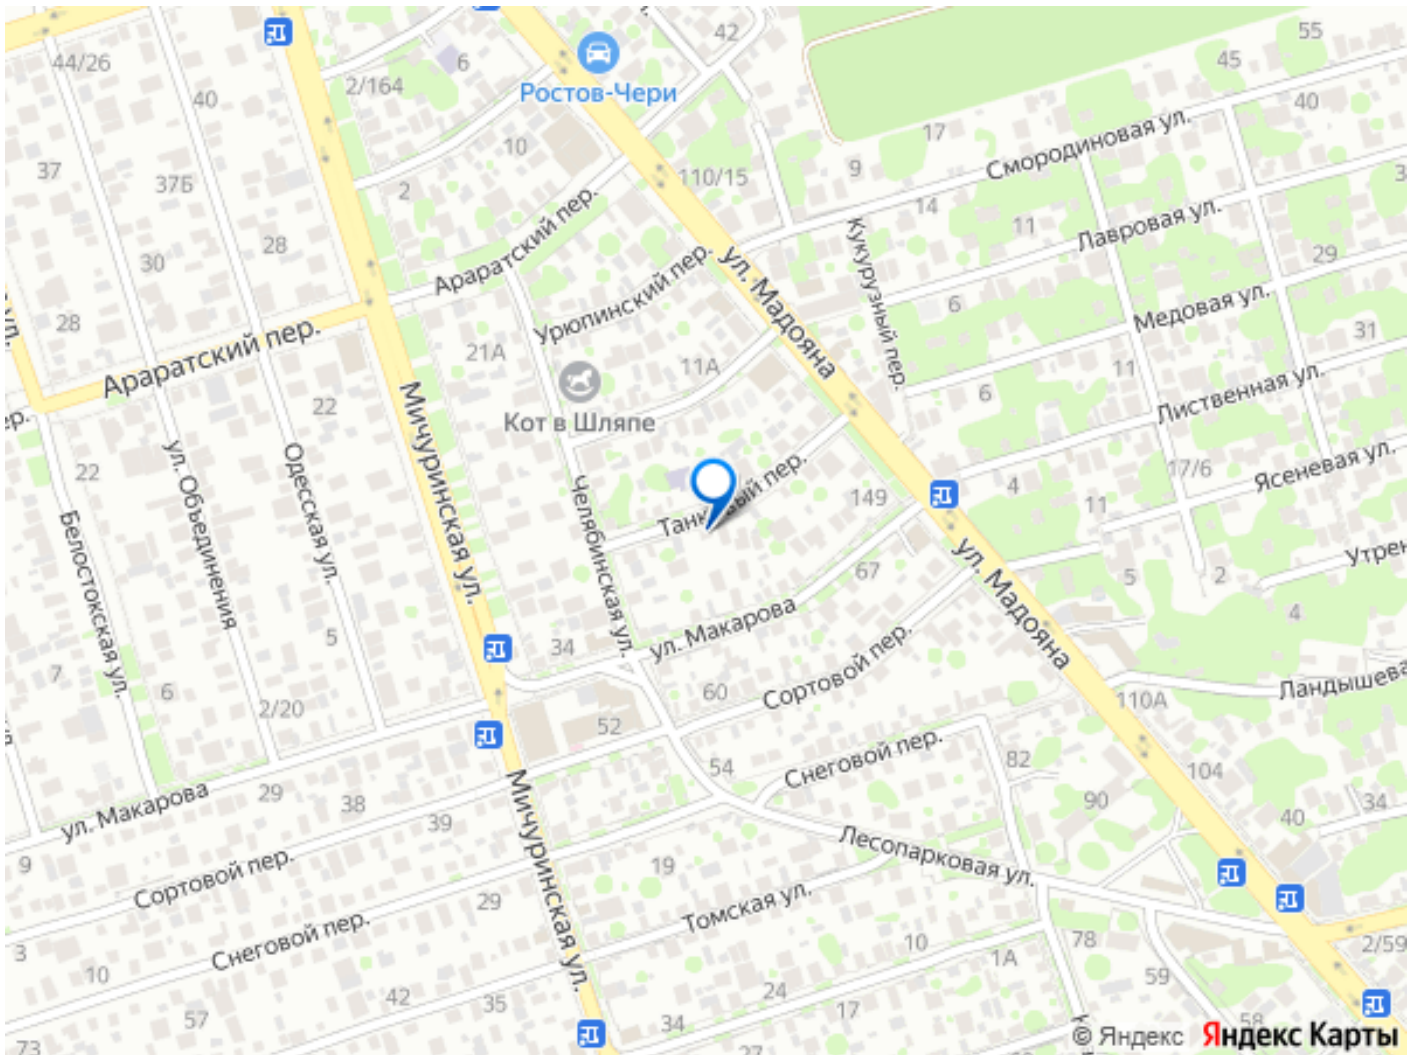 42
55
45
44/26
6
2/164
40
Ростов-Чери
40
17
Смородиновая ул.
10
37
37Б
2
110/15
9
14
11
Лавровая ул.
Араратский пер.
28
30
Урюпинский пер.
ул. Мадояна
Кукурузный пер.
29
6
Медовая ул.
28
Араратский пер.
21А
11А
31
11
6
Лиственная ул.
22
Мичуринская ул.
Кот в Шляпе
22
ул. Объединения
Одесская ул.
Челябинская ул.
149
17/6
Ясеневая ул.
4
11
Белостокская ул.
ул. Мадояна
67
5
2
4
5
34
ул. Макарова
7
6
2/20
60
Сортовой пер.
110А
52
54
Снеговой пер.
82
104
90
40
34
ул. Макарова
29
38
39
Мичуринская ул.
9
Сортовой пер.
19
Лесопарковая ул.
29
Томская ул.
Снеговой пер.
3
10
10
1А
78
2/59
59
42
35
24
17
57
34
73
24
58
© Яндекс Яндекс Карты